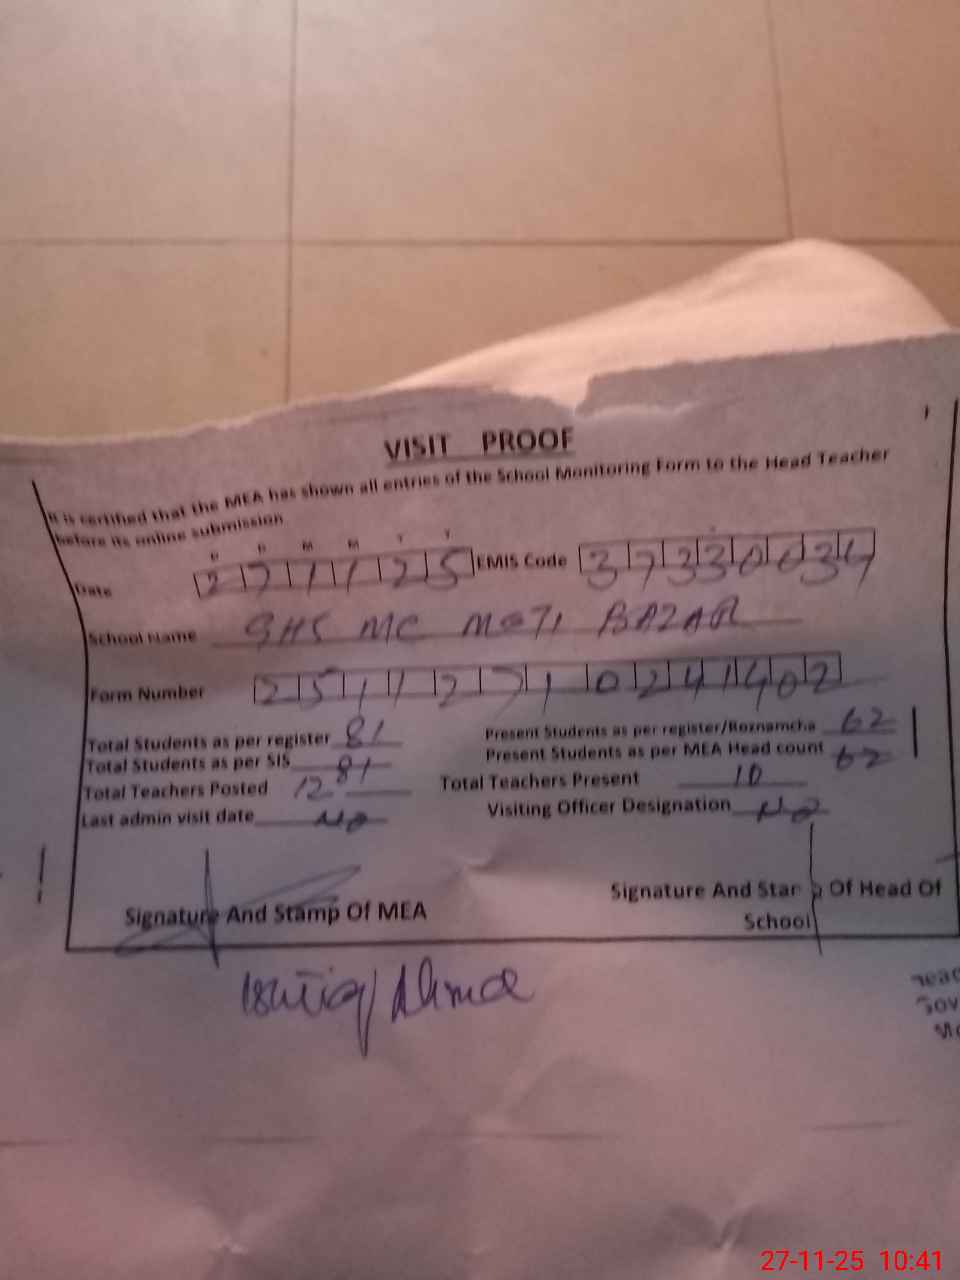 VISIT PROOF
It is certified that the MEA has shown all entries of the School Monitoring Form to the Head Teacher
before its online submission
D D M M Y Y
Date 2 7 1 1 2 5 EMIS Code 3 7 3 3 0 0 3 4
School Name GHS MC MOTI BAZAR
Form Number 2 5 1 1 2 7 1 0 2 4 1 4 0 2
Total Students as per register 81 Present Students as per register/Roznamcha 62
Total Students as per SIS 81 Present Students as per MEA Head count 62
Total Teachers Posted 12 Total Teachers Present 10
Last admin visit date No Visiting Officer Designation No
Signature And Stamp Of MEA Signature And Of Head Of
School
Ishtiaq Ahmad
27-11-25 10:41